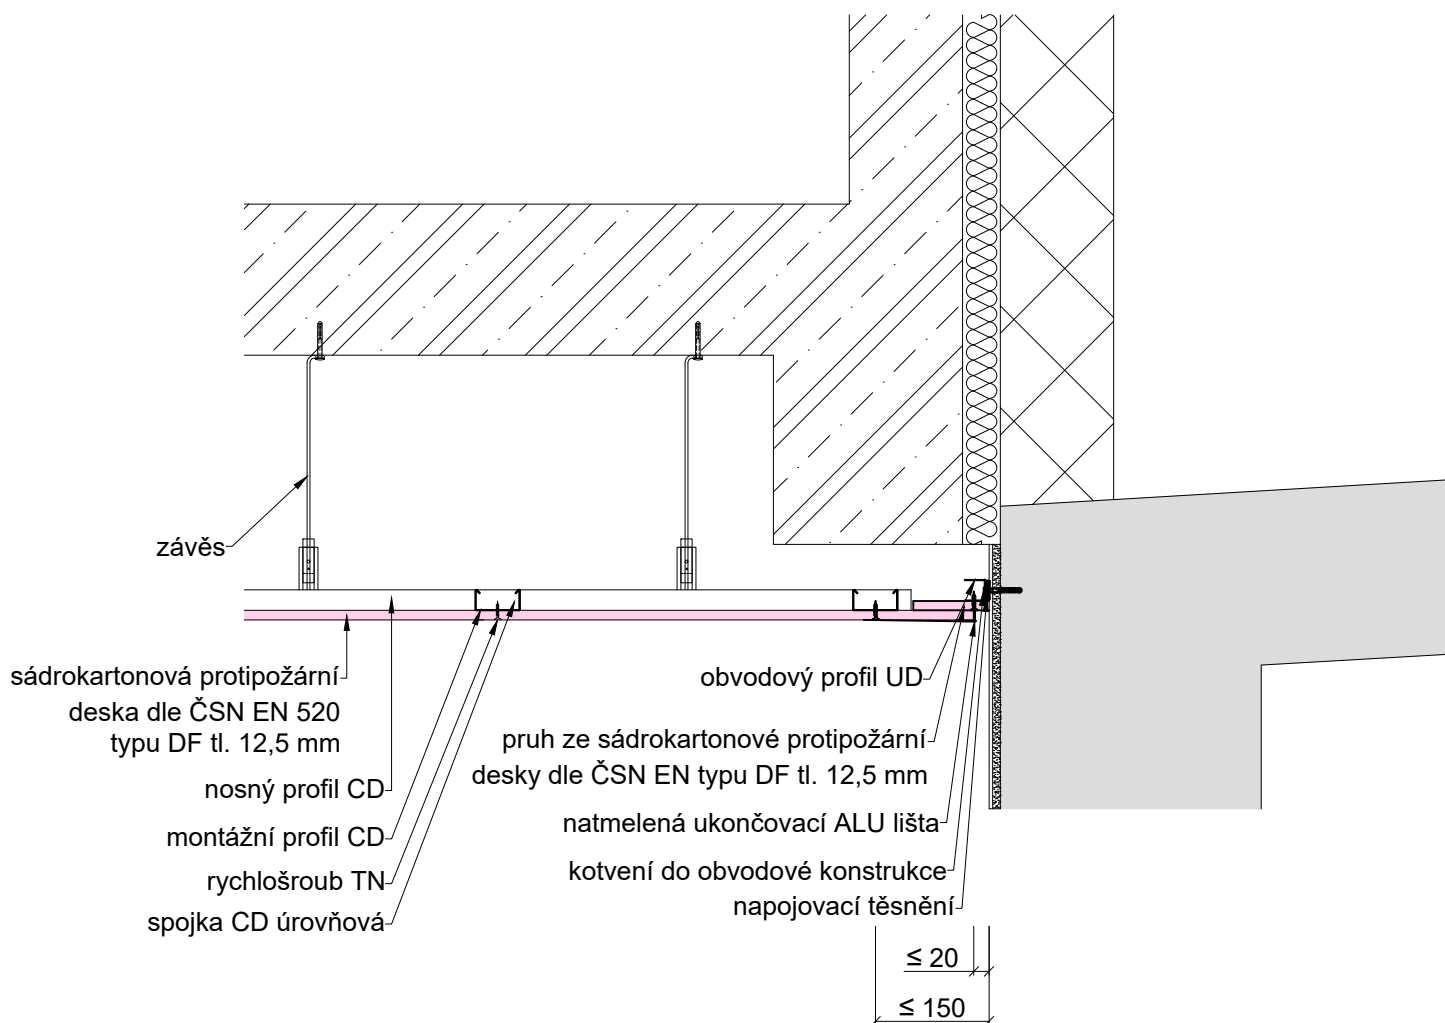 závěs
sádrokartonová protipožární
deska dle ČSN EN 520
typu DF tl. 12,5 mm
nosný profil CD
montážní profil CD
rychlošroub TN
spojka CD úrovňová
obvodový profil UD
pruh ze sádrokartonové protipožární
desky dle ČSN EN typu DF tl. 12,5 mm
natmelená ukončovací ALU lišta
kotvení do obvodové konstrukce
napojovací těsnění
≤ 20
≤ 150